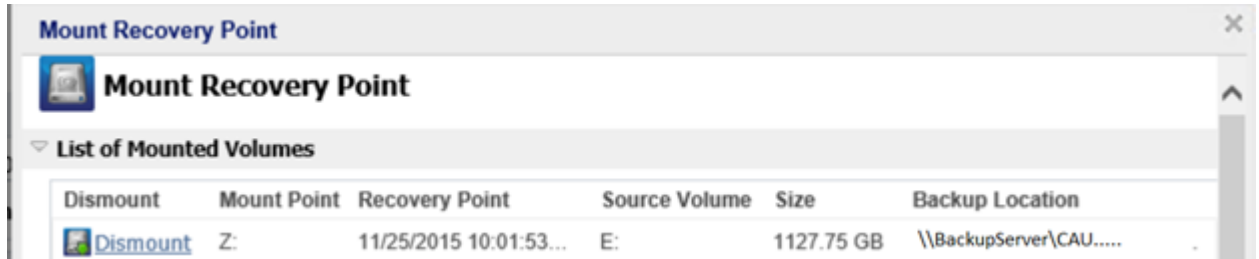 Mount Recovery Point
Mount Recovery Point
List of Mounted Volumes
Dismount Mount Point Recovery Point Source Volume Size Backup Location
Dismount Z: 11/25/2015 10:01:53... E: 1127.75 GB \\BackupServer\CAU.....